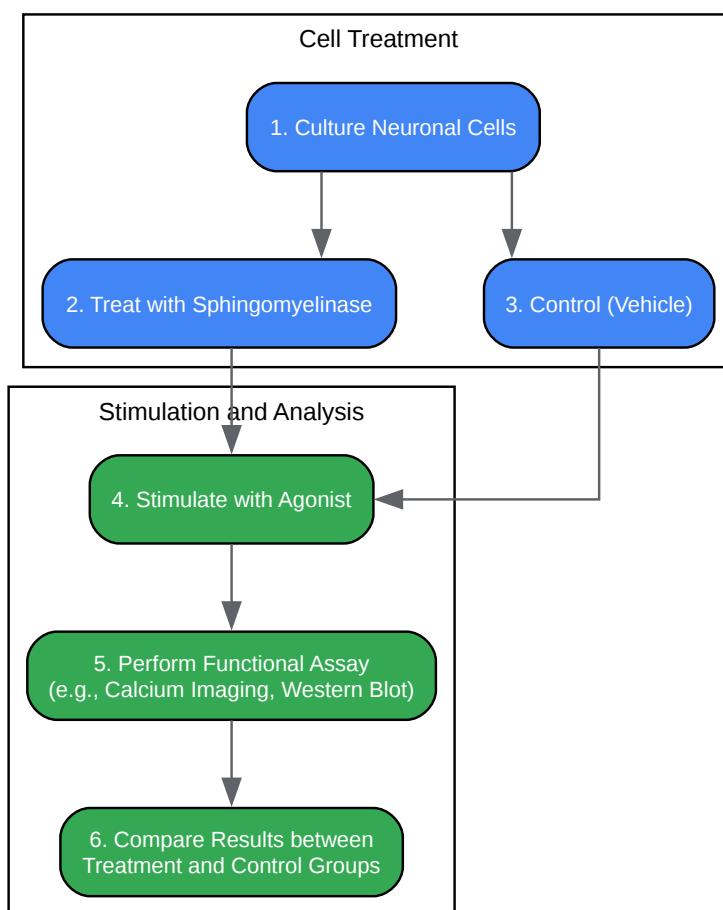 Cell Treatment
1. Culture Neuronal Cells
2. Treat with Sphingomyelinase
3. Control (Vehicle)
Stimulation and Analysis
4. Stimulate with Agonist
5. Perform Functional Assay
(e.g., Calcium Imaging, Western Blot)
6. Compare Results between
Treatment and Control Groups